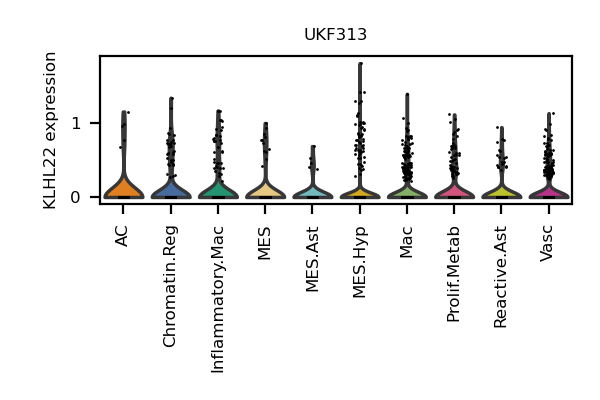 UKF313
KLHL22 expression
1
0
AC
Chromatin.Reg
Inflammatory.Mac
MES
MES.Ast
MES.Hyp
Mac
Prolif.Metab
Reactive.Ast
Vasc